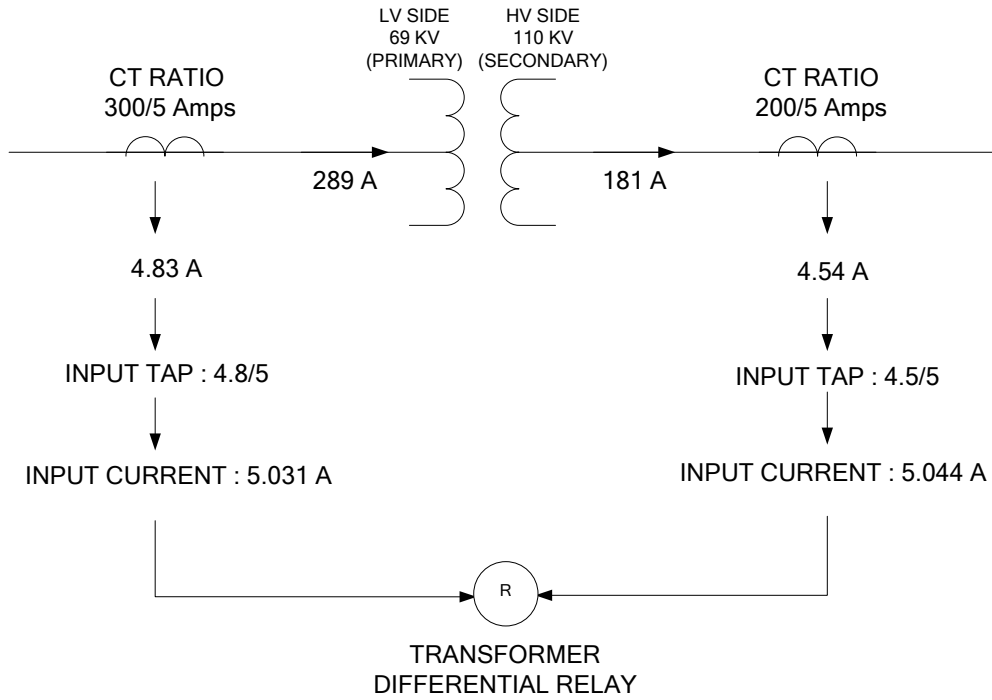 LV SIDE
69 KV
(PRIMARY)
HV SIDE
110 KV
(SECONDARY)
CT RATIO
300/5 Amps
CT RATIO
200/5 Amps
289 A
181 A
4.83 A
4.54 A
INPUT TAP : 4.8/5
INPUT TAP : 4.5/5
INPUT CURRENT : 5.031 A
INPUT CURRENT : 5.044 A
R
TRANSFORMER
DIFFERENTIAL RELAY